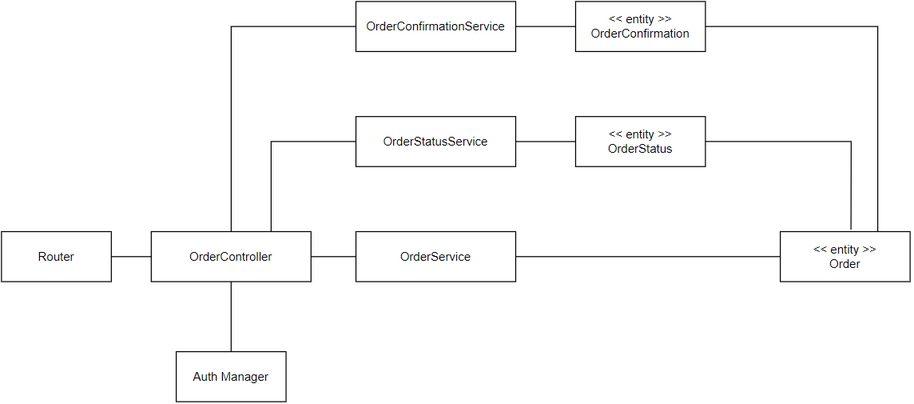 OrderConfirmationService
<< entity >>
OrderConfirmation
OrderStatusService
<< entity >>
OrderStatus
Router
OrderController
OrderService
<< entity >>
Order
Auth Manager